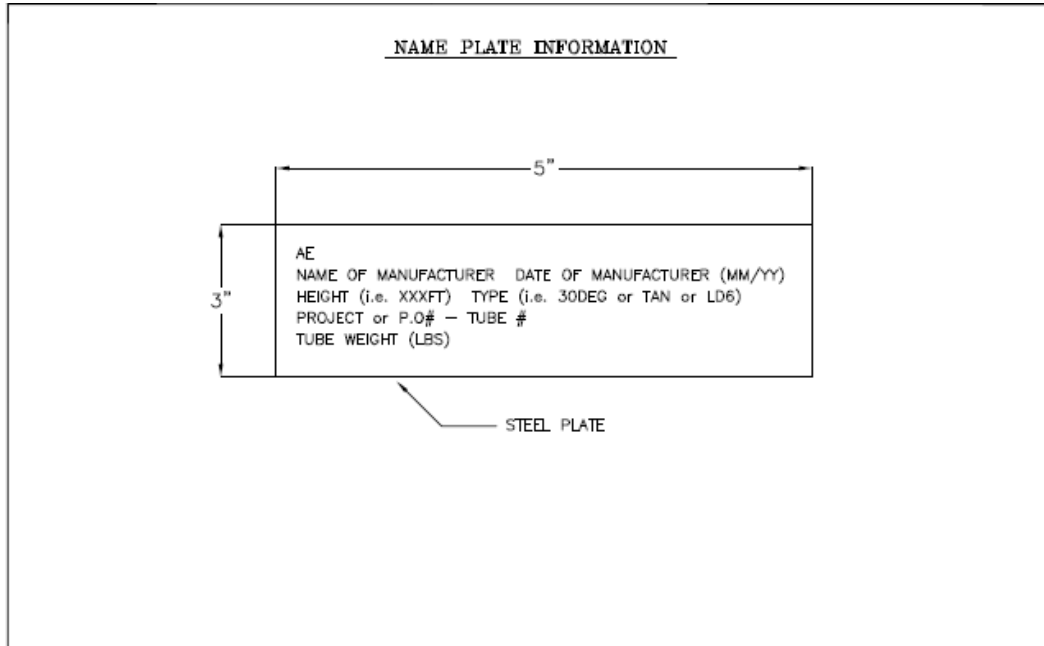 NAME PLATE INFORMATION
5"
3"
AE
NAME OF MANUFACTURER DATE OF MANUFACTURER (MM/YY)
HEIGHT (i.e. XXXFT) TYPE (i.e. 30DEG or TAN or LD6)
PROJECT or P.O# – TUBE #
TUBE WEIGHT (LBS)
STEEL PLATE